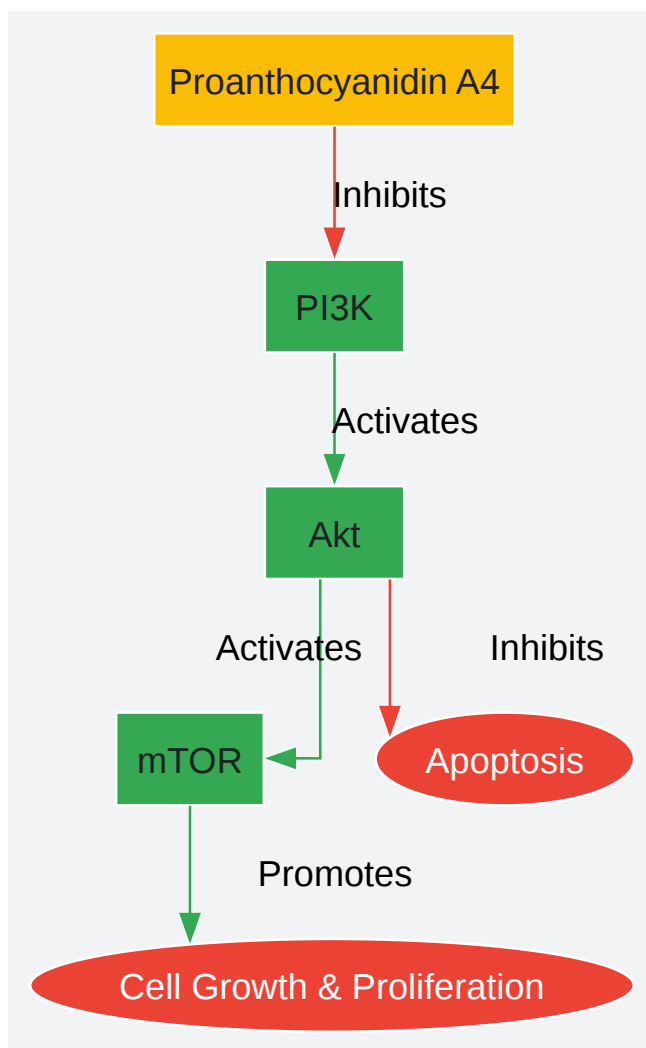 Proanthocyanidin A4
Inhibits
PI3K
Activates
Akt
Activates
Inhibits
mTOR
Apoptosis
Promotes
Cell Growth & Proliferation